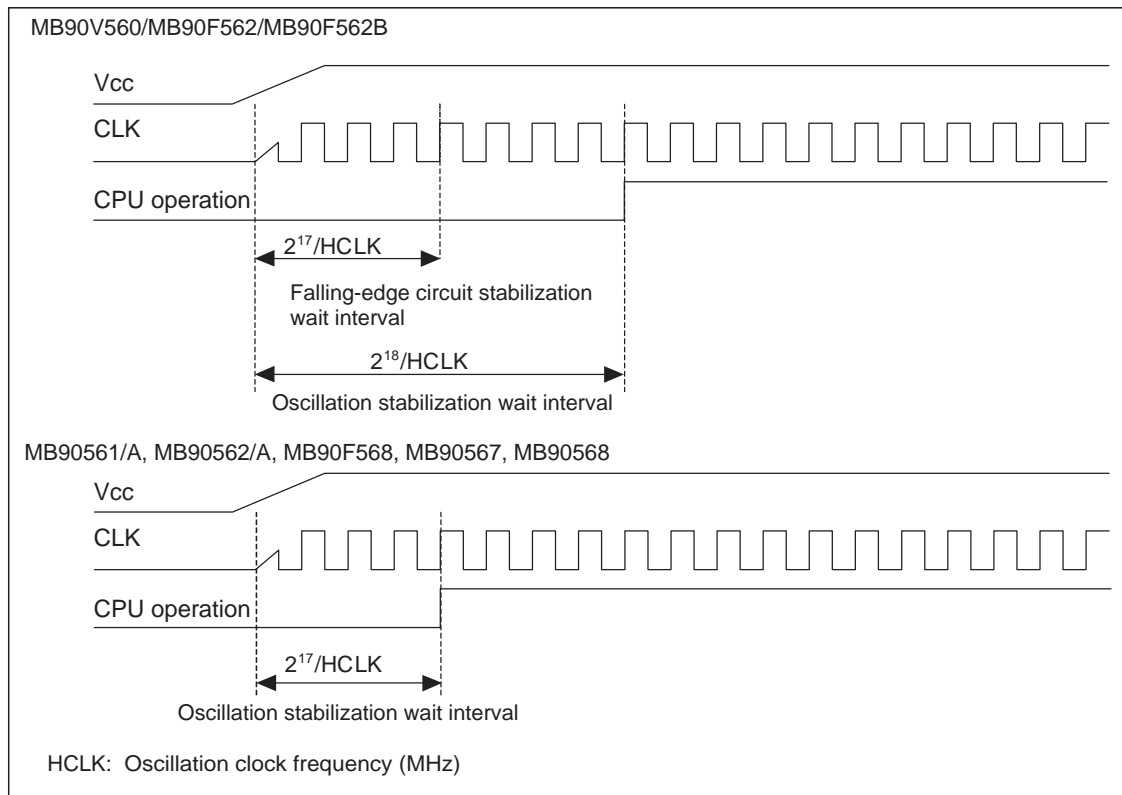 MB90V560/MB90F562/MB90F562B
Vcc
CLK
CPU operation
2¹⁷/HCLK
Falling-edge circuit stabilization
wait interval
2¹⁸/HCLK
Oscillation stabilization wait interval
MB90561/A, MB90562/A, MB90F568, MB90567, MB90568
Vcc
CLK
CPU operation
2¹⁷/HCLK
Oscillation stabilization wait interval
HCLK: Oscillation clock frequency (MHz)